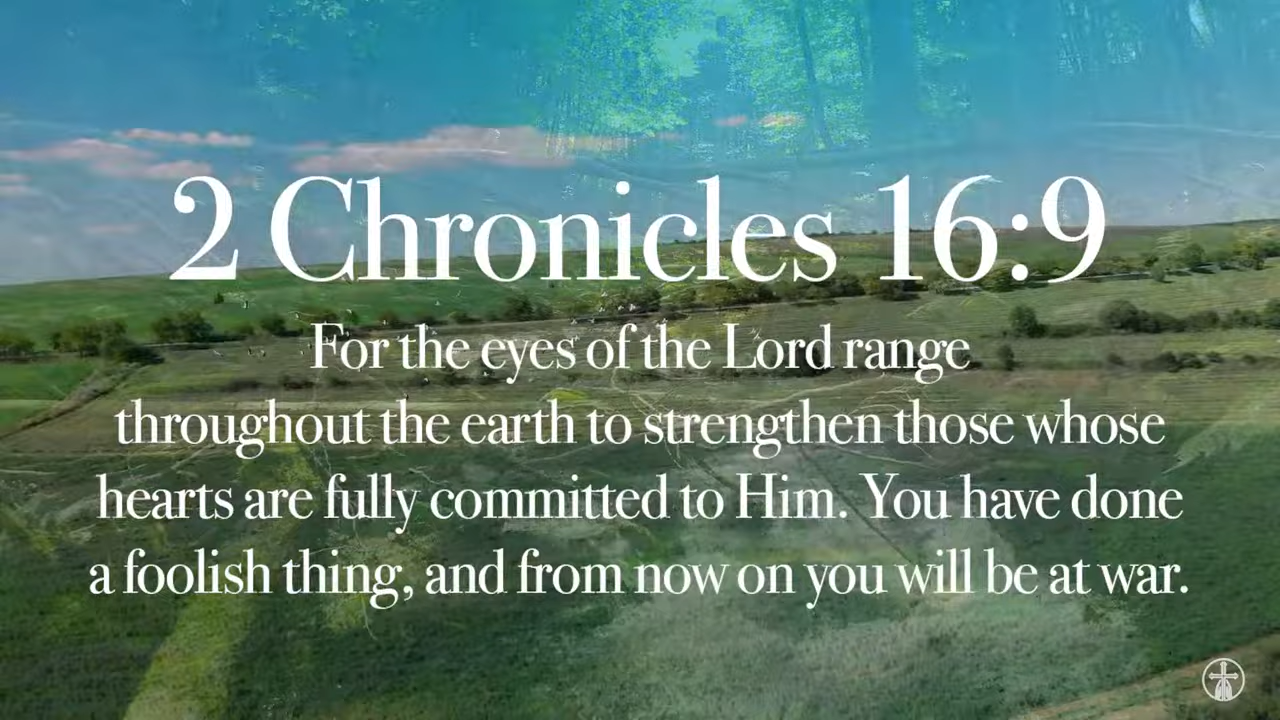 2 Chronicles 16:9
For the eyes of the Lord range
throughout the earth to strengthen those whose
hearts are fully committed to Him. You have done
a foolish thing, and from now on you will be at war.